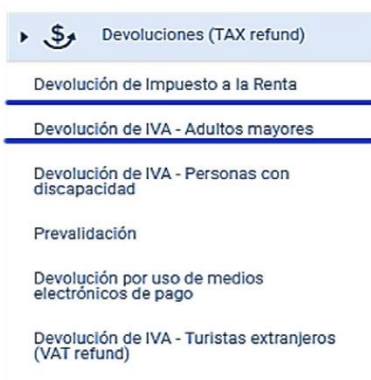 Devoluciones (TAX refund)
Devolución de Impuesto a la Renta
Devolución de IVA - Adultos mayores
Devolución de IVA - Personas con
discapacidad
Prevalidación
Devolución por uso de medios
electrónicos de pago
Devolución de IVA - Turistas extranjeros
(VAT refund)